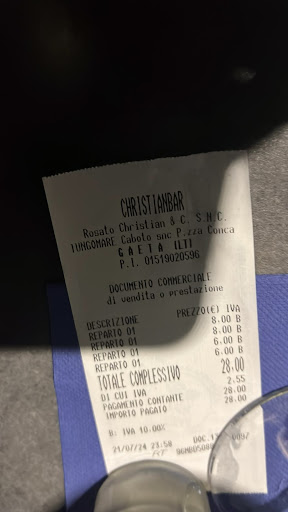 CHRISTIANBAR
Rosato Christian & C. S.N.C.
LUNGOMARE Caboto snc P.zza Conca
GAETA (LT)
P.I. 01519020596
DOCUMENTO COMMERCIALE
di vendita o prestazione
DESCRIZIONE PREZZO(€) IVA
REPARTO 01 8.00 B
REPARTO 01 8.00 B
REPARTO 01 6.00 B
REPARTO 01 6.00 B
TOTALE COMPLESSIVO 28,00
DI CUI IVA 2.55
PAGAMENTO CONTANTE 28.00
IMPORTO PAGATO 28.00
B: IVA 10.00%
21/07/24 23:58
RT